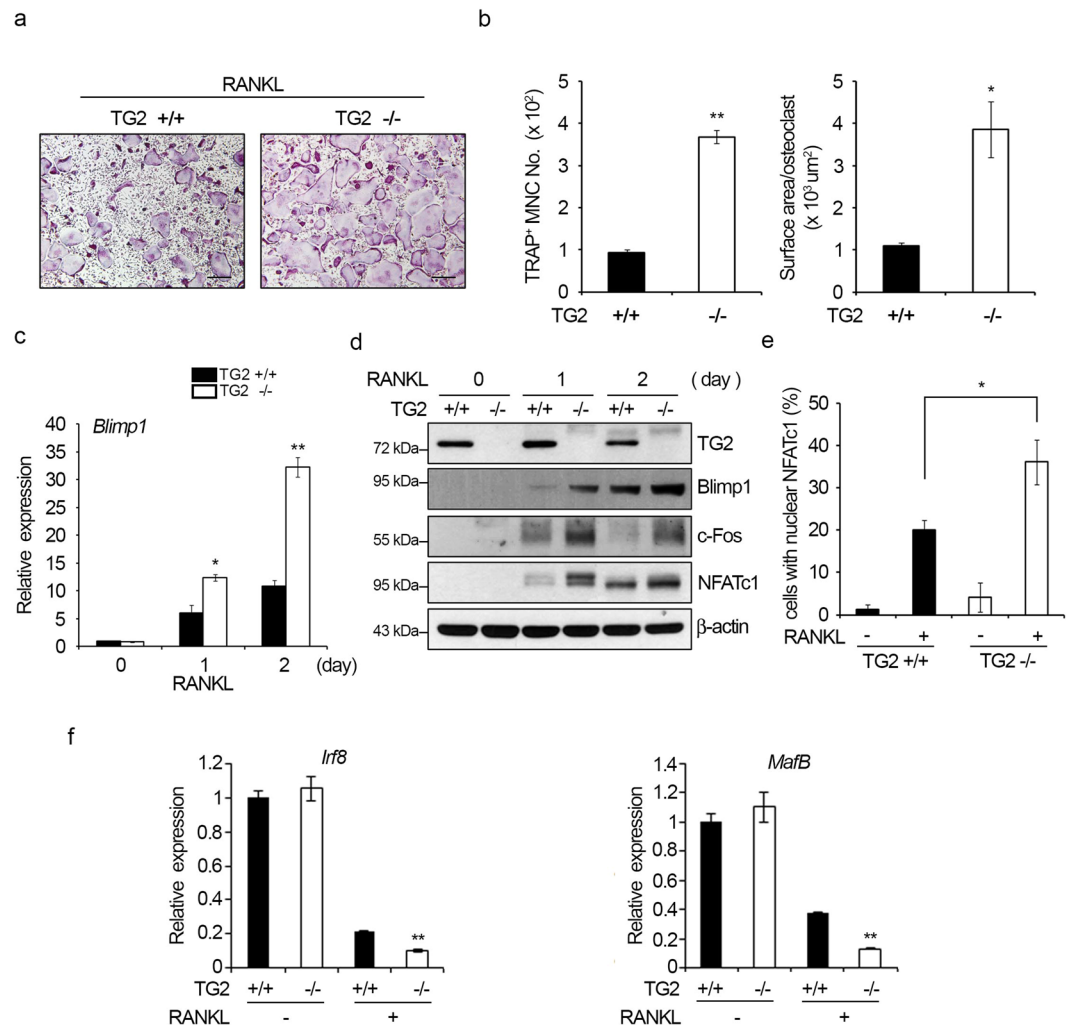 a
RANKL
TG2 +/+
TG2 -/-
b
TRAP+ MNC No. (x 10²)
5
4
3
2
1
0
**
TG2 +/+ -/-
Surface area/osteoclast
(x 10³ um²)
5
4
3
2
1
0
*
TG2 +/+ -/-
c
TG2 +/+
TG2 -/-
Blimp1
Relative expression
40
35
30
25
20
15
10
5
0
*
**
0 1 2 (day)
RANKL
d
RANKL 0 1 2 (day)
TG2 +/+ -/- +/+ -/- +/+ -/-
72 kDa TG2
95 kDa Blimp1
55 kDa c-Fos
95 kDa NFATc1
43 kDa β-actin
e
cells with nuclear NFATc1 (%)
50
40
30
20
10
0
*
RANKL - + - +
TG2 +/+ TG2 -/-
f
Irf8
Relative expression
1.2
1
0.8
0.6
0.4
0.2
0
**
TG2 +/+ -/- +/+ -/-
RANKL - +
MafB
Relative expression
1.4
1.2
1
0.8
0.6
0.4
0.2
0
**
TG2 +/+ -/- +/+ -/-
RANKL - +